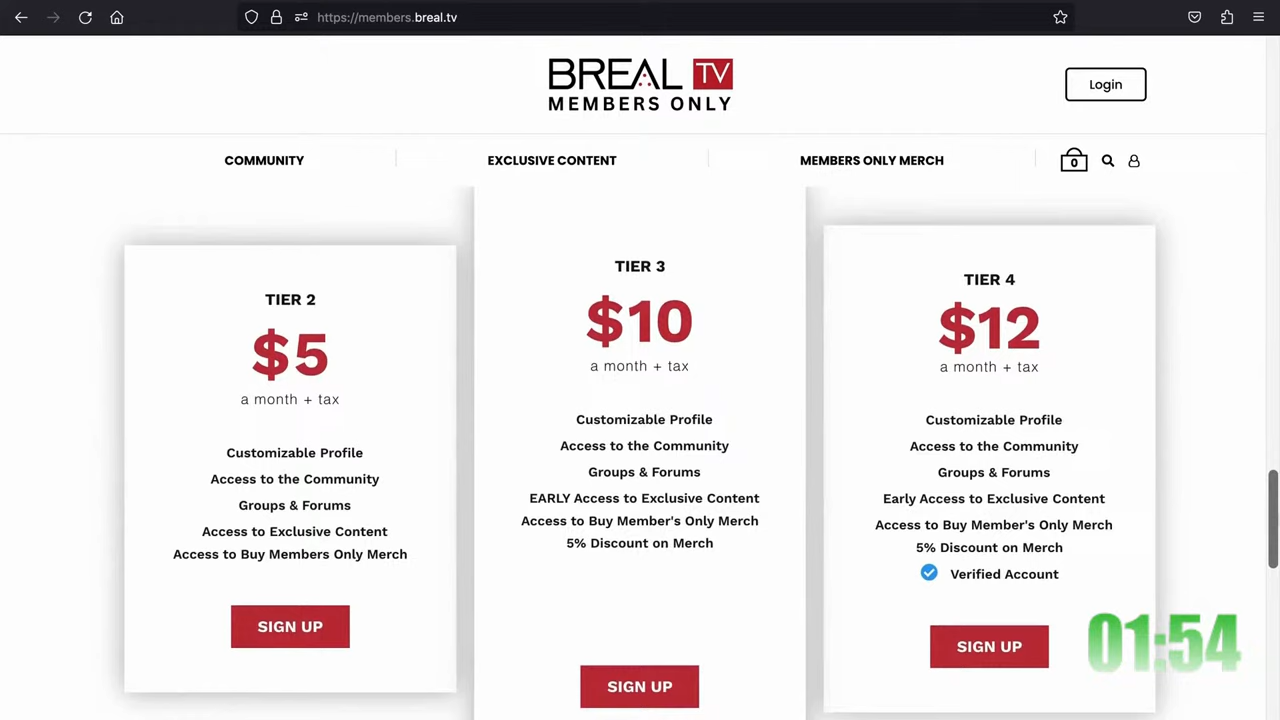 https://members.breal.tv
BREAL TV
MEMBERS ONLY
Login
COMMUNITY
EXCLUSIVE CONTENT
MEMBERS ONLY MERCH
0
TIER 2
$5
a month + tax
Customizable Profile
Access to the Community
Groups & Forums
Access to Exclusive Content
Access to Buy Members Only Merch
SIGN UP
TIER 3
$10
a month + tax
Customizable Profile
Access to the Community
Groups & Forums
EARLY Access to Exclusive Content
Access to Buy Member's Only Merch
5% Discount on Merch
SIGN UP
TIER 4
$12
a month + tax
Customizable Profile
Access to the Community
Groups & Forums
Early Access to Exclusive Content
Access to Buy Member's Only Merch
5% Discount on Merch
Verified Account
SIGN UP
01:54